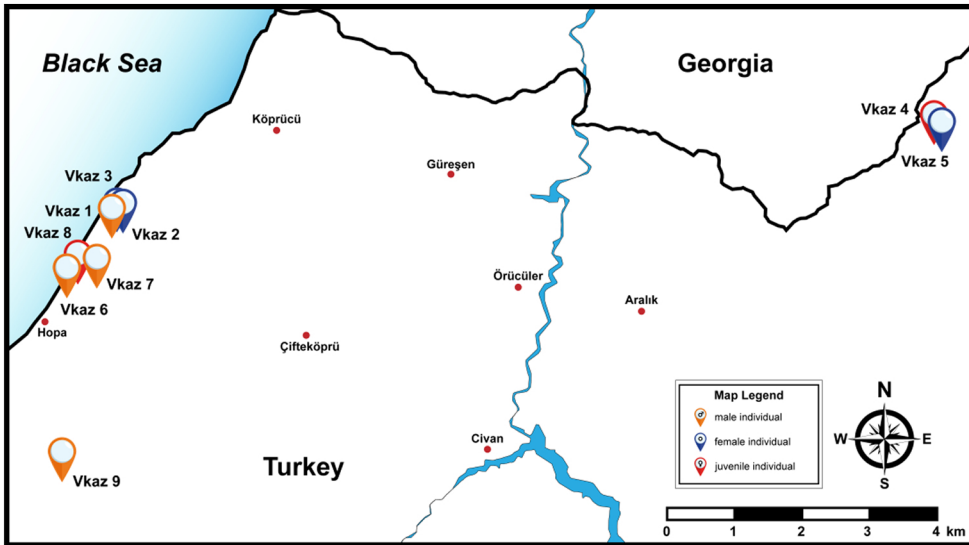 Black Sea
Georgia
Köprücü
Güreşen
Vkaz 4
Vkaz 5
Vkaz 3
Vkaz 1
Vkaz 2
Vkaz 8
Vkaz 7
Vkaz 6
Hopa
Örücüler
Aralık
Çifteköprü
Civan
Turkey
Vkaz 9
Map Legend
male individual
female individual
juvenile individual
N
W
E
S
0 1 2 3 4 km